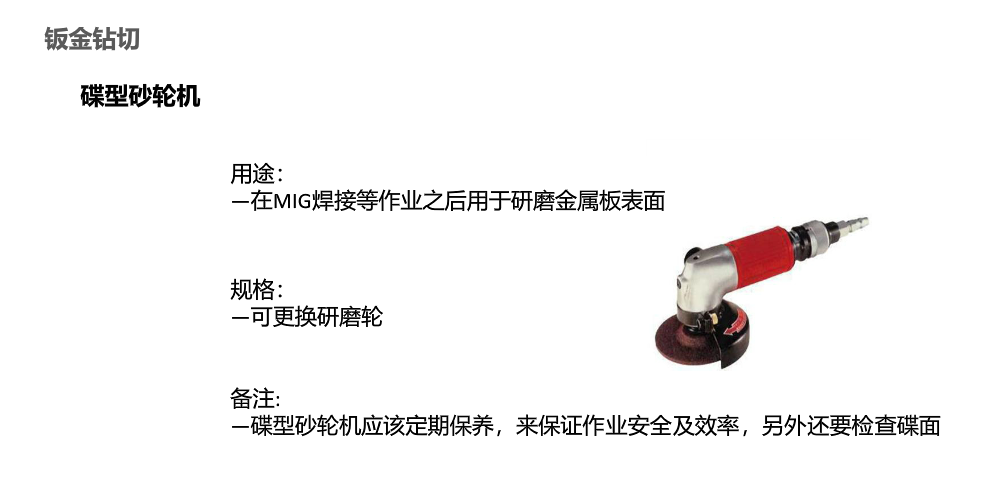 钣金钻切
碟型砂轮机
用途：
—在MIG焊接等作业之后用于研磨金属板表面
规格：
—可更换研磨轮
备注:
—碟型砂轮机应该定期保养，来保证作业安全及效率，另外还要检查碟面